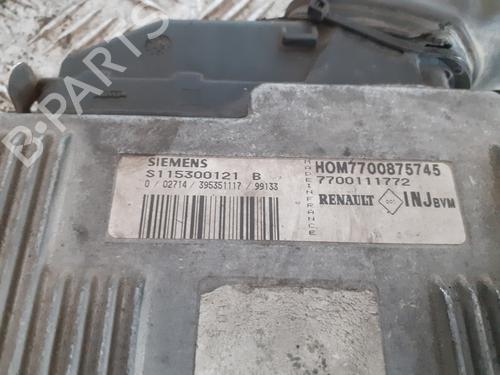 B-PARTS
SIEMENS
S115300121 B
0 / 02714 / 395351117 / 99133
MADE IN FRANCE
HOM7700875745
7700111772
RENAULT INJ BVM